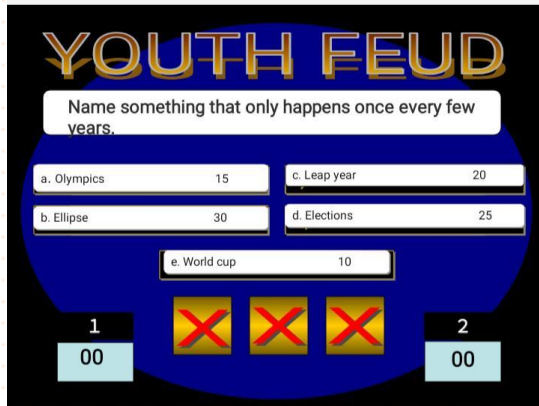 YOUTH FEUD
Name something that only happens once every few
years.
a. Olympics 15
c. Leap year 20
b. Ellipse 30
d. Elections 25
e. World cup 10
X X X
1
2
00
00